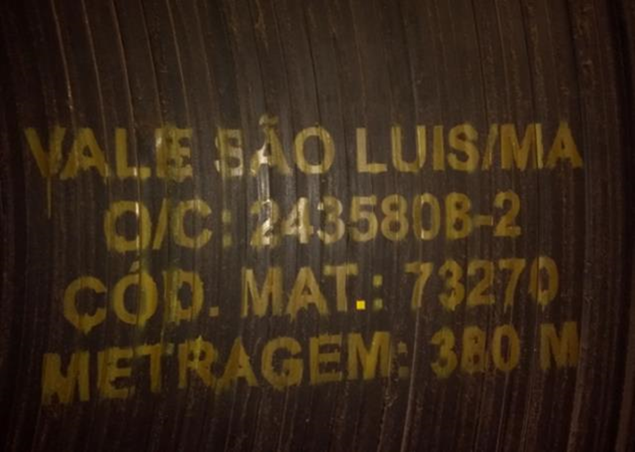 VALE SÃO LUIS/MA
O/C: 2435808-2
CÓD. MAT.: 73270
METRAGEM: 380 M